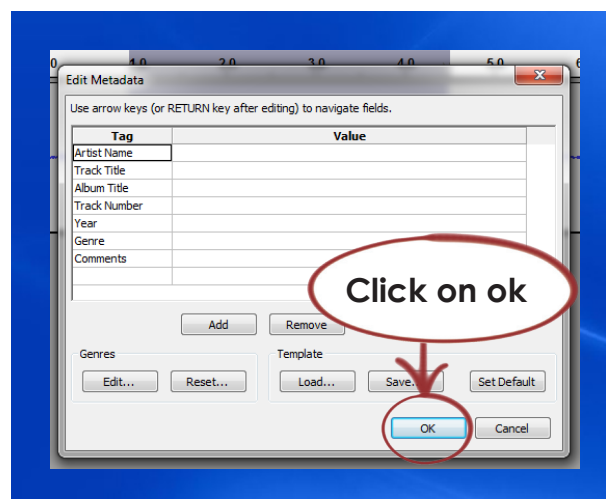 0 1.0 2.0 3.0 4.0 5.0 6
Edit Metadata
Use arrow keys (or RETURN key after editing) to navigate fields.
Tag Value
Artist Name
Track Title
Album Title
Track Number
Year
Genre
Comments
Click on ok
Add Remove
Genres Template
Edit... Reset... Load... Save... Set Default
OK Cancel